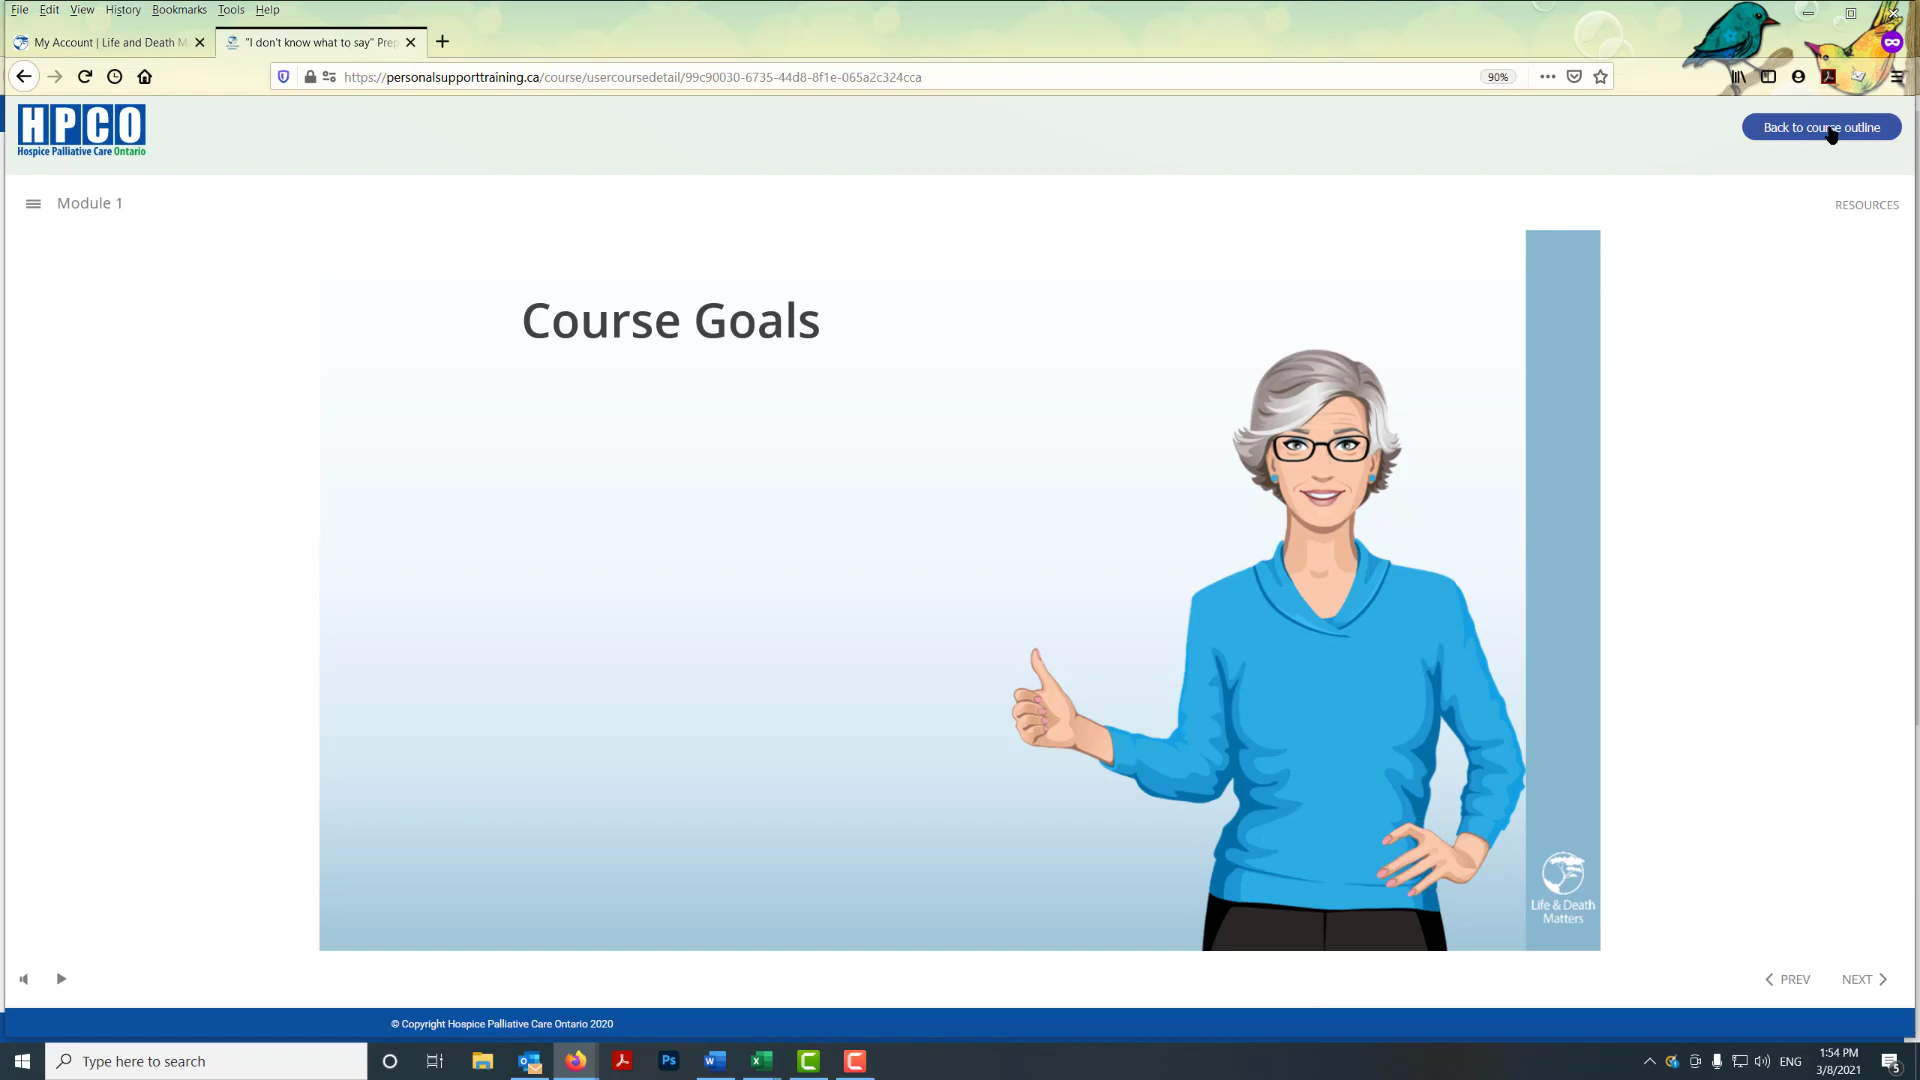 File Edit View History Bookmarks Tools Help
My Account | Life and Death M
"I don't know what to say" Prep
https://personalsupporttraining.ca/course/usercoursedetail/99c90030-6735-44d8-8f1e-065a2c324cca
90%
HPCO
Hospice Palliative Care Ontario
Back to course outline
Module 1
RESOURCES
Course Goals
Life & Death
Matters
PREV
NEXT
© Copyright Hospice Palliative Care Ontario 2020
Type here to search
Ps
ENG
1:54 PM
3/8/2021
5